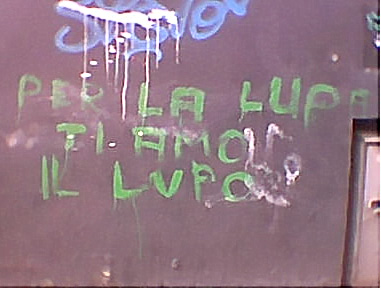 PER LA LUPA
TI AMO
IL LUPO